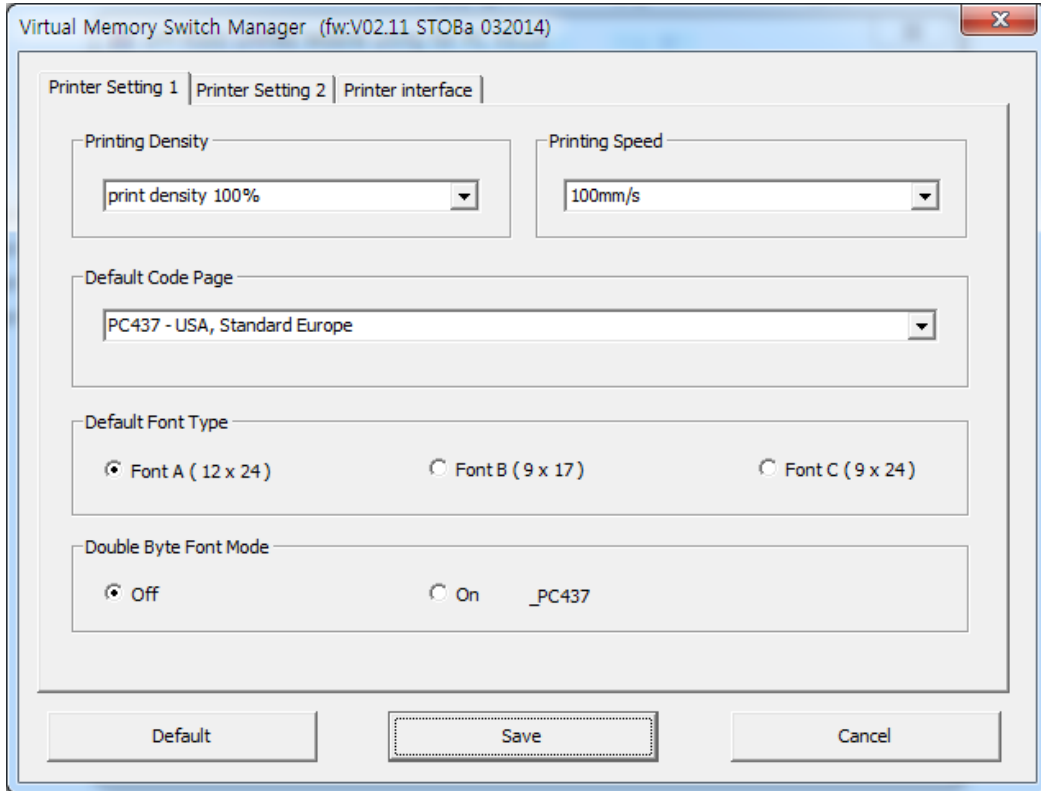 Virtual Memory Switch Manager (fw:V02.11 STOBa 032014)
Printer Setting 1 Printer Setting 2 Printer interface
Printing Density Printing Speed
print density 100% 100mm/s
Default Code Page
PC437 - USA, Standard Europe
Default Font Type
Font A ( 12 x 24 ) Font B ( 9 x 17 ) Font C ( 9 x 24 )
Double Byte Font Mode
Off On _PC437
Default Save Cancel